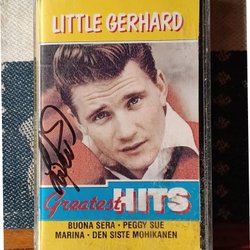 LITTLE GERHARD
Greatest HITS
BUONA SERA · PEGGY SUE
MARINA · DEN SISTE MOHIKANEN